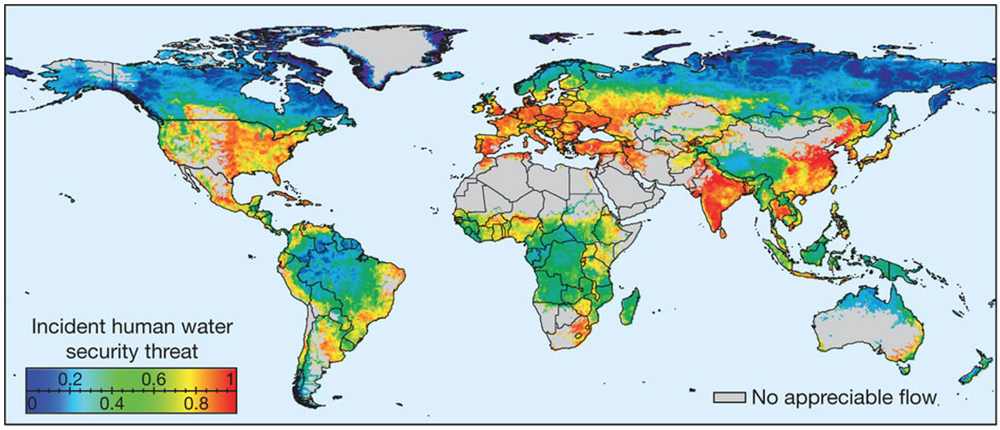 Incident human water
security threat
0.2 0.6 1
0 0.4 0.8
No appreciable flow